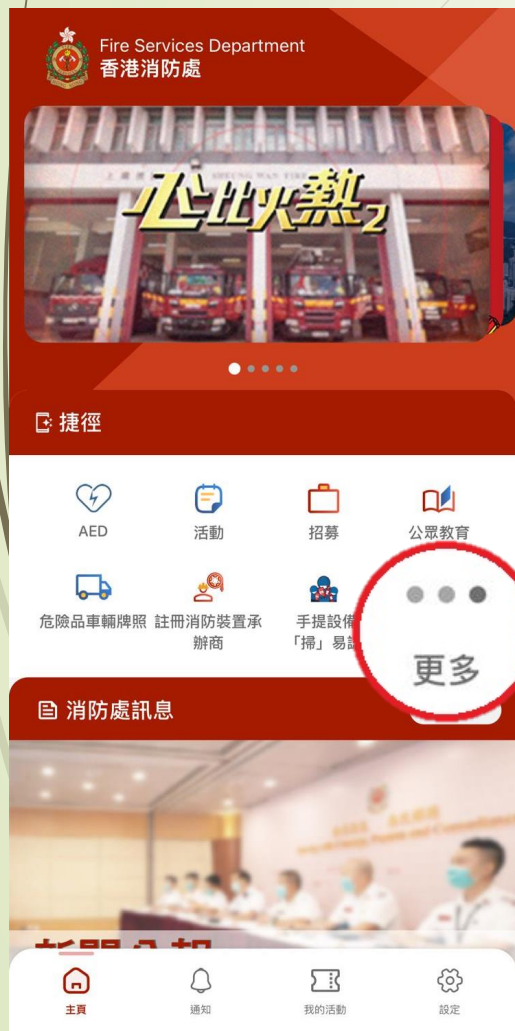 Fire Services Department
香港消防處
心比火熱2
捷徑
AED
活動
招募
公眾教育
危險品車輛牌照
註冊消防裝置承
辦商
手提設備
「掃」易
更多
消防處訊息
主頁
通知
我的活動
設定